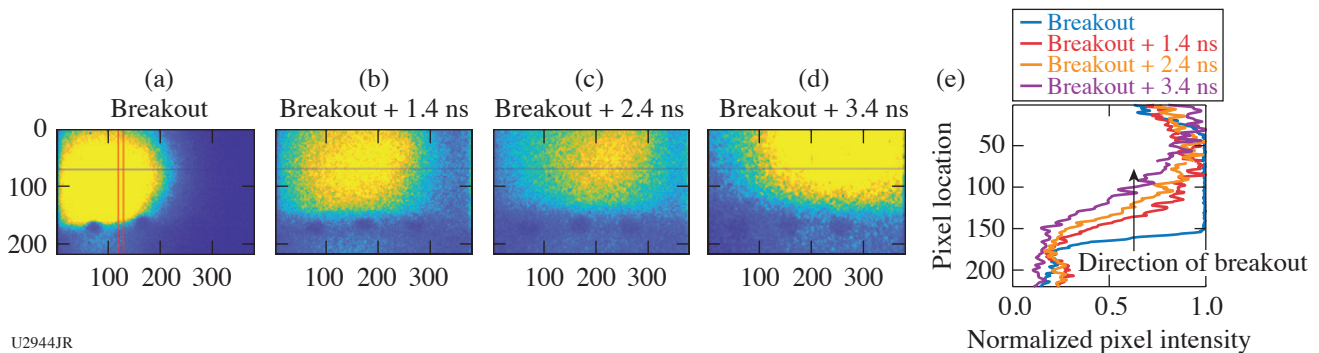 (a)
Breakout
0
100
200
100 200 300
(b)
Breakout + 1.4 ns
100 200 300
(c)
Breakout + 2.4 ns
100 200 300
(d)
Breakout + 3.4 ns
100 200 300
(e)
Breakout
Breakout + 1.4 ns
Breakout + 2.4 ns
Breakout + 3.4 ns
Pixel location
50
100
150
200
Direction of breakout
0.0 0.5 1.0
Normalized pixel intensity
U2944JR